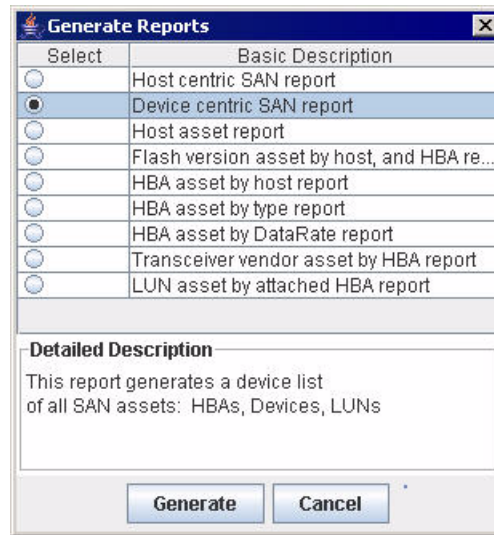 Generate Reports
Select Basic Description
Host centric SAN report
Device centric SAN report
Host asset report
Flash version asset by host, and HBA re...
HBA asset by host report
HBA asset by type report
HBA asset by DataRate report
Transceiver vendor asset by HBA report
LUN asset by attached HBA report
Detailed Description
This report generates a device list
of all SAN assets: HBAs, Devices, LUNs
Generate Cancel